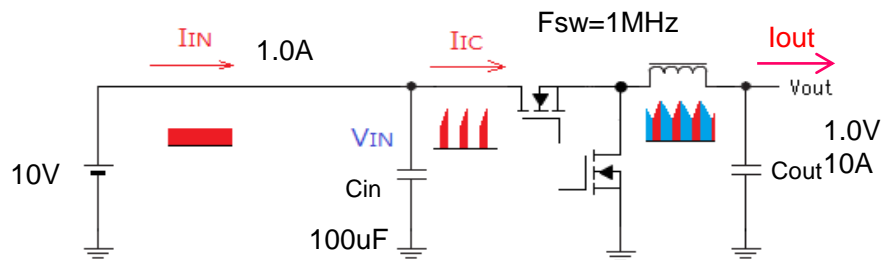 Fsw=1MHz
IIN
1.0A
IIC
Iout
Vout
VIN
1.0V
10V
Cin
Cout
10A
100uF